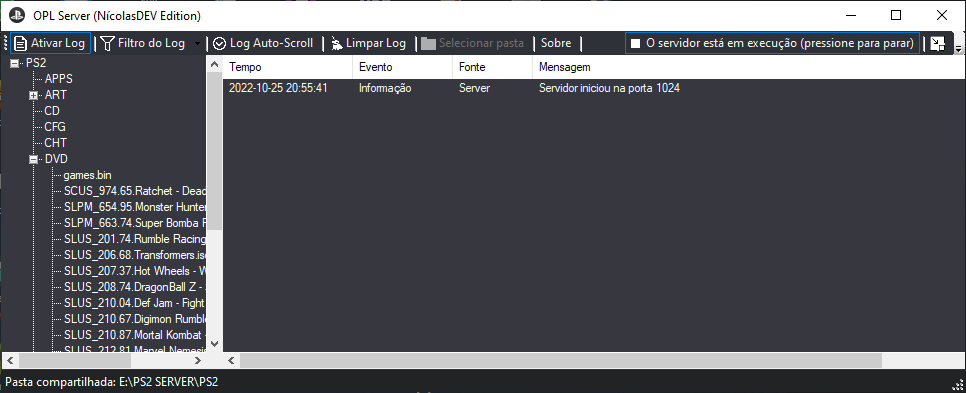 OPL Server (NícolasDEV Edition)
Ativar Log Filtro do Log Log Auto-Scroll Limpar Log Selecionar pasta Sobre O servidor está em execução (pressione para parar)
PS2
APPS
ART
CD
CFG
CHT
DVD
games.bin
SCUS_974.65.Ratchet - Dead
SLPM_654.95.Monster Hunter
SLPM_663.74.Super Bomba P
SLUS_201.74.Rumble Racing
SLUS_206.68.Transformers.iso
SLUS_207.37.Hot Wheels - W
SLUS_208.74.DragonBall Z -
SLUS_210.04.Def Jam - Fight
SLUS_210.67.Digimon Rumble
SLUS_210.87.Mortal Kombat -
SLUS_212.81.Marvel Nemesis
Tempo Evento Fonte Mensagem
2022-10-25 20:55:41 Informação Server Servidor iniciou na porta 1024
Pasta compartilhada: E:\PS2 SERVER\PS2